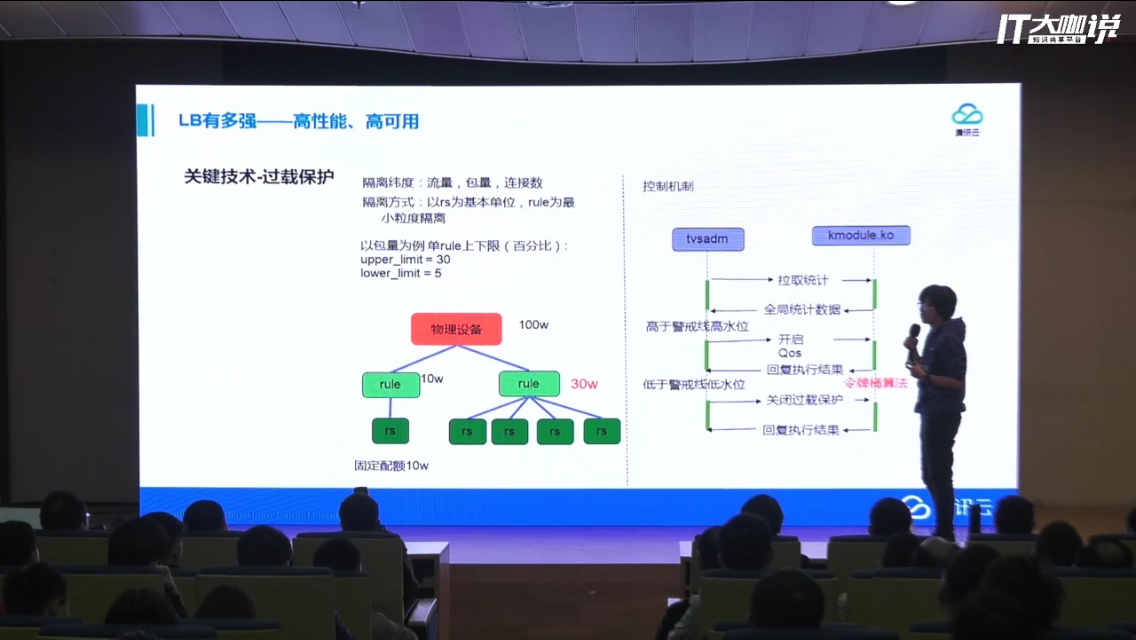 IT大咖说
知识共享平台
LB有多强——高性能、高可用
腾讯云
关键技术-过载保护
隔离纬度：流量，包量，连接数
隔离方式：以rs为基本单位，rule为最
小粒度隔离
以包量为例 单rule上下限（百分比）：
upper_limit = 30
lower_limit = 5
物理设备
100w
rule
10w
rule
30w
rs
rs
rs
rs
rs
固定配额10w
控制机制
tvsadm
kmodule.ko
拉取统计
全局统计数据
高于警戒线高水位
开启
Qos
回复执行结果
低于警戒线低水位
令牌桶算法
关闭过载保护
回复执行结果
讯云